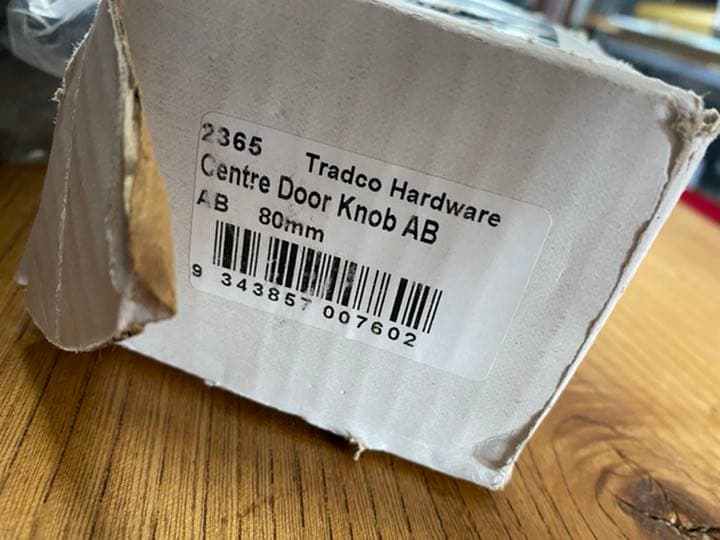 2365 Tradco Hardware
Centre Door Knob AB
AB 80mm
9 343857 007602